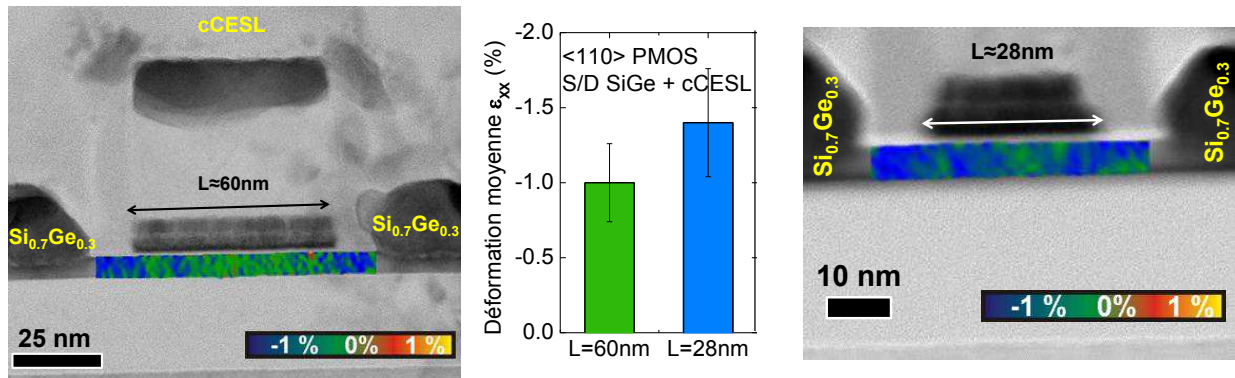 cCESL
L≈60nm
Si0.7Ge0.3
Si0.7Ge0.3
25 nm
-1 % 0% 1 %
Déformation moyenne εxx (%)
-2.0
-1.5
-1.0
-0.5
0.0
<110> PMOS
S/D SiGe + cCESL
L=60nm L=28nm
L≈28nm
Si0.7Ge0.3
Si0.7Ge0.3
10 nm
-1 % 0% 1 %